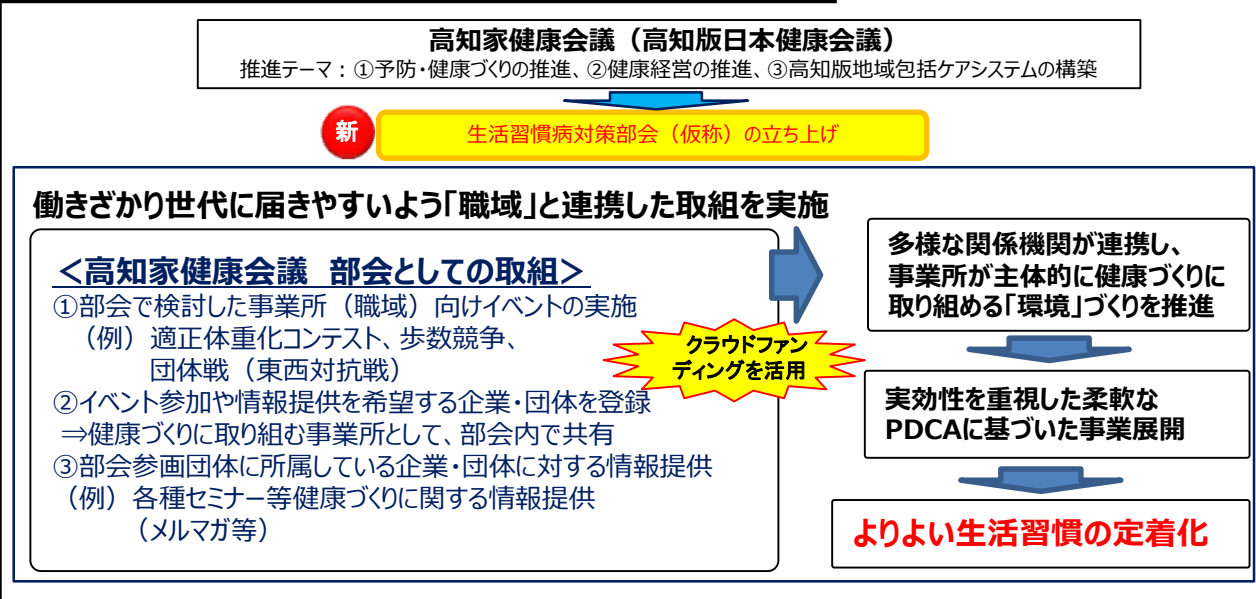 高知家健康会議（高知版日本健康会議）
推進テーマ：①予防・健康づくりの推進、②健康経営の推進、③高知版地域包括ケアシステムの構築
新
生活習慣病対策部会（仮称）の立ち上げ
働きざかり世代に届きやすいよう「職域」と連携した取組を実施
＜高知家健康会議 部会としての取組＞
①部会で検討した事業所（職域）向けイベントの実施
（例）適正体重化コンテスト、歩数競争、
団体戦（東西対抗戦）
②イベント参加や情報提供を希望する企業・団体を登録
⇒健康づくりに取り組む事業所として、部会内で共有
③部会参画団体に所属している企業・団体に対する情報提供
（例）各種セミナー等健康づくりに関する情報提供
（メルマガ等）
クラウドファン
ディングを活用
多様な関係機関が連携し、
事業所が主体的に健康づくりに
取り組める「環境」づくりを推進
実効性を重視した柔軟な
PDCAに基づいた事業展開
よりよい生活習慣の定着化